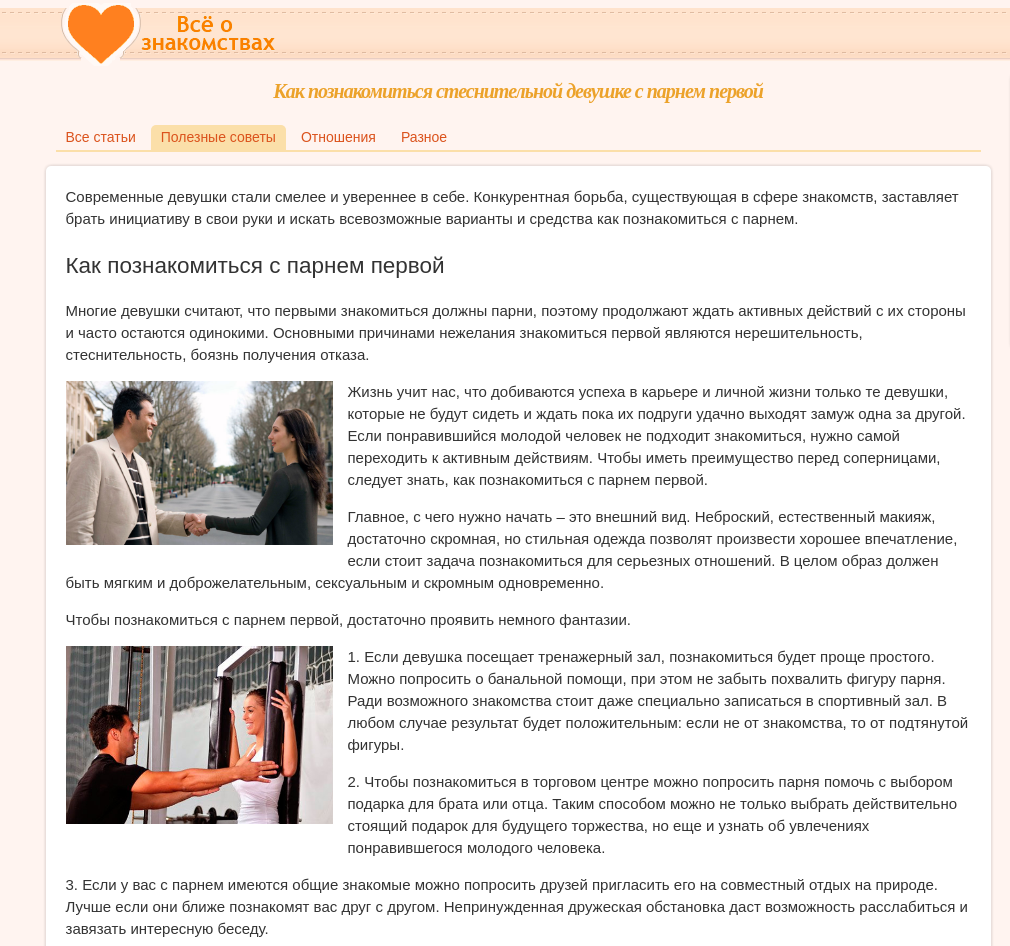 Всё о
знакомствах
Как познакомиться стеснительной девушке с парнем первой
Все статьи Полезные советы Отношения Разное
Современные девушки стали смелее и увереннее в себе. Конкурентная борьба, существующая в сфере знакомств, заставляет
брать инициативу в свои руки и искать всевозможные варианты и средства как познакомиться с парнем.
Как познакомиться с парнем первой
Многие девушки считают, что первыми знакомиться должны парни, поэтому продолжают ждать активных действий с их стороны
и часто остаются одинокими. Основными причинами нежелания знакомиться первой являются нерешительность,
стеснительность, боязнь получения отказа.
Жизнь учит нас, что добиваются успеха в карьере и личной жизни только те девушки,
которые не будут сидеть и ждать пока их подруги удачно выходят замуж одна за другой.
Если понравившийся молодой человек не подходит знакомиться, нужно самой
переходить к активным действиям. Чтобы иметь преимущество перед соперницами,
следует знать, как познакомиться с парнем первой.
Главное, с чего нужно начать – это внешний вид. Неброский, естественный макияж,
достаточно скромная, но стильная одежда позволят произвести хорошее впечатление,
если стоит задача познакомиться для серьезных отношений. В целом образ должен
быть мягким и доброжелательным, сексуальным и скромным одновременно.
Чтобы познакомиться с парнем первой, достаточно проявить немного фантазии.
1. Если девушка посещает тренажерный зал, познакомиться будет проще простого.
Можно попросить о банальной помощи, при этом не забыть похвалить фигуру парня.
Ради возможного знакомства стоит даже специально записаться в спортивный зал. В
любом случае результат будет положительным: если не от знакомства, то от подтянутой
фигуры.
2. Чтобы познакомиться в торговом центре можно попросить парня помочь с выбором
подарка для брата или отца. Таким способом можно не только выбрать действительно
стоящий подарок для будущего торжества, но еще и узнать об увлечениях
понравившегося молодого человека.
3. Если у вас с парнем имеются общие знакомые можно попросить друзей пригласить его на совместный отдых на природе.
Лучше если они ближе познакомят вас друг с другом. Непринужденная дружеская обстановка даст возможность расслабиться и
завязать интересную беседу.